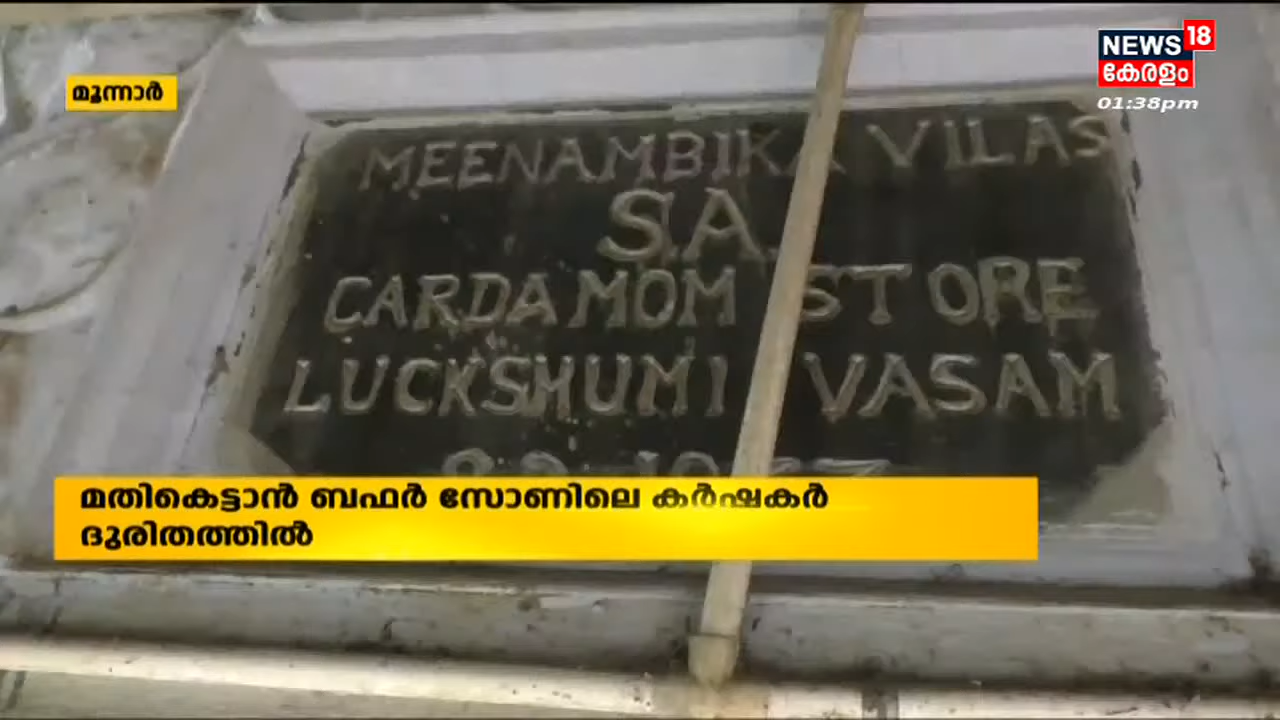 NEWS 18
കേരളം
01:38pm
മൂന്നാർ
MEENAMBIKA VILAS
S.A.
CARDAMOM STORE
LUCKSHUMI VASAM
മതികെട്ടാൻ ബഫർ സോണിലെ കർഷകർ
ദുരിതത്തിൽ